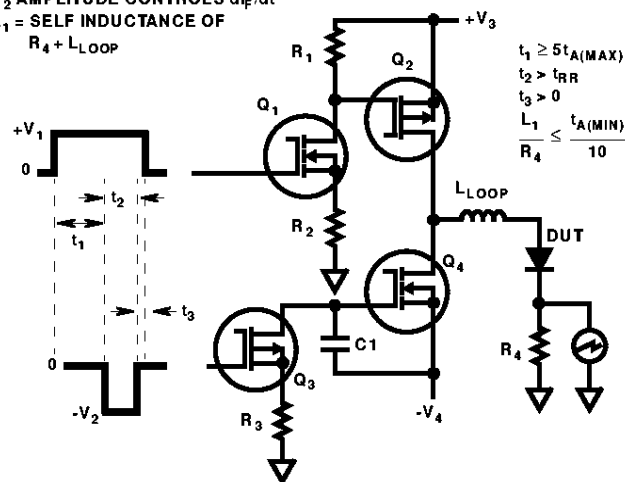 2 AMPLITUDE CONTROLS dIF/dt
1 = SELF INDUCTANCE OF
R4 + LLOOP
+V3
R1
Q2
t1 ≥ 5tA(MAX)
t2 > tRR
t3 > 0
L1/R4 ≤ tA(MIN)/10
Q1
+V1
0
t2
t1
LLOOP
R2
DUT
Q4
t3
0
C1
R4
Q3
-V2
-V4
R3